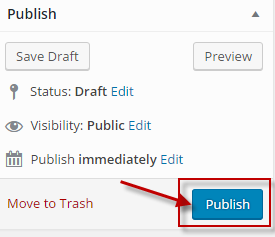 Publish
Save Draft Preview
Status: Draft Edit
Visibility: Public Edit
Publish immediately Edit
Move to Trash Publish